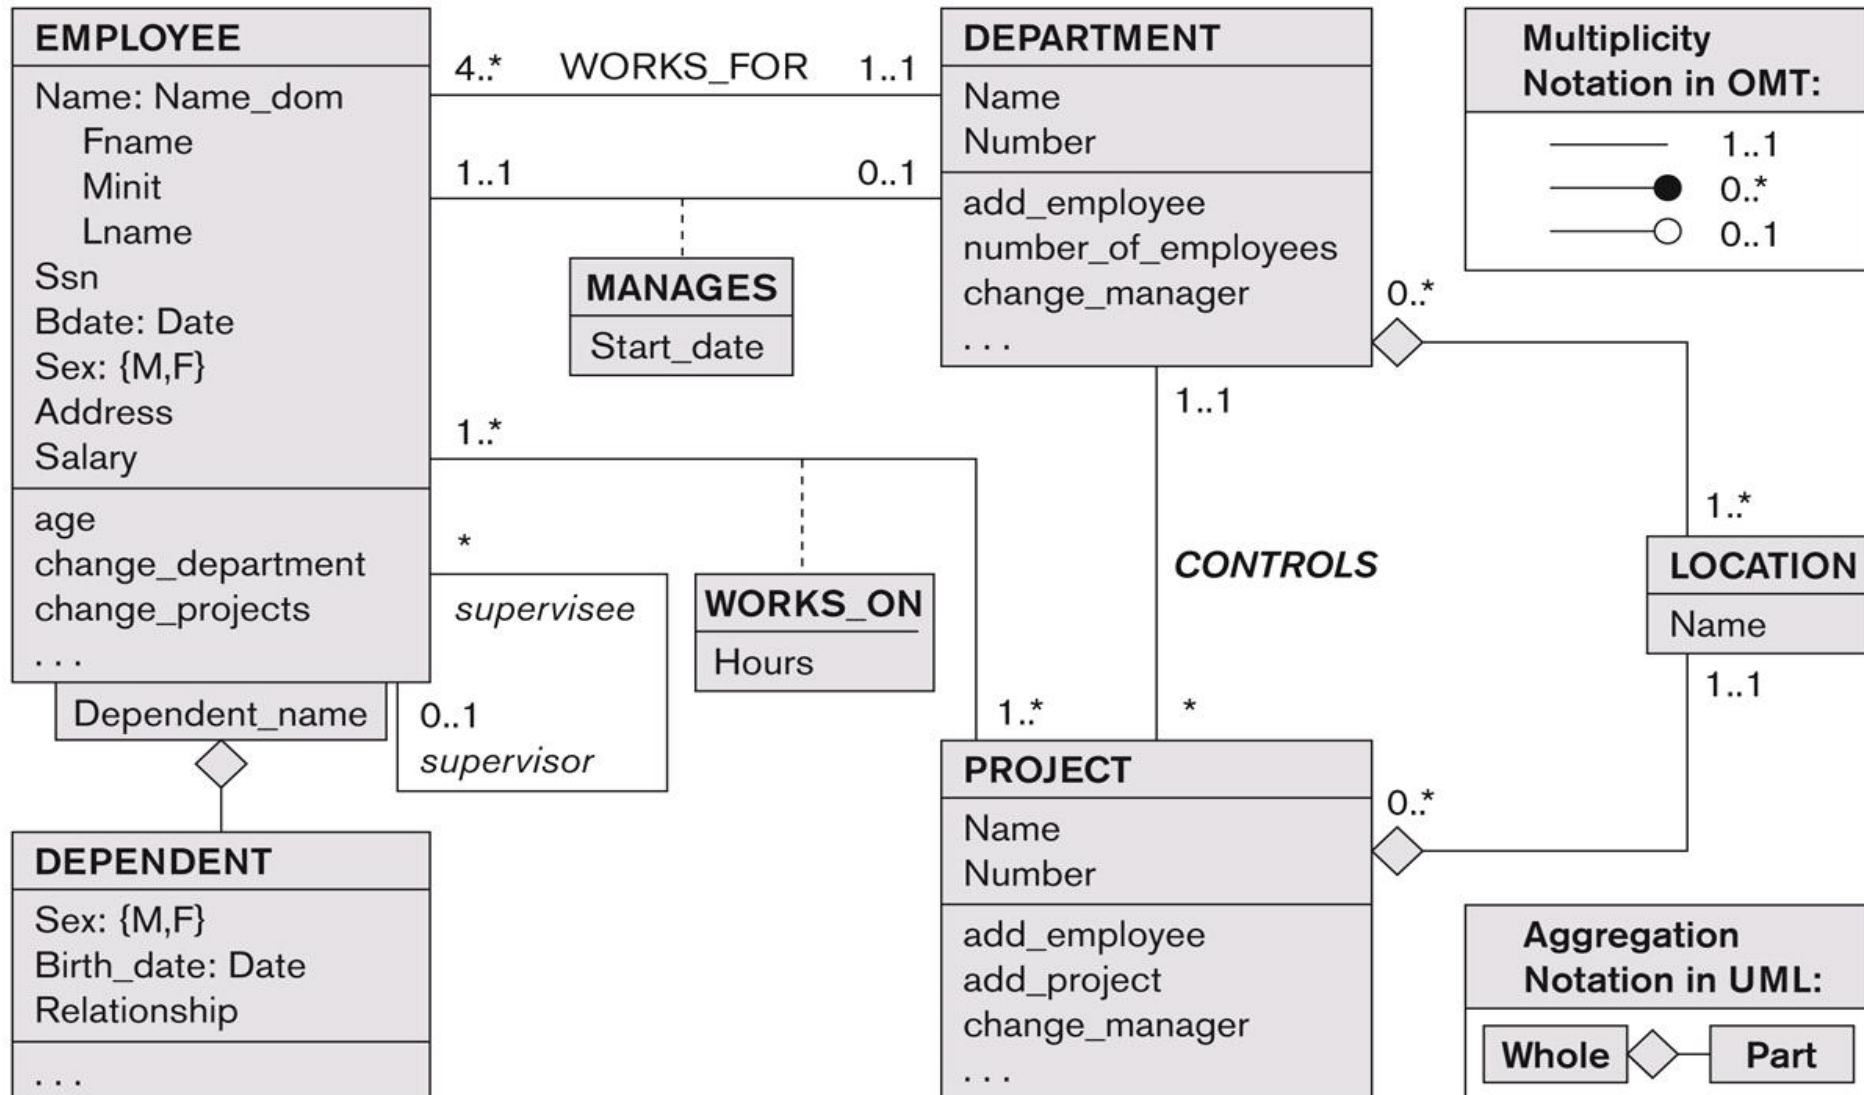 EMPLOYEE
Name: Name_dom
Fname
Minit
Lname
Ssn
Bdate: Date
Sex: {M,F}
Address
Salary
age
change_department
change_projects
. . .
Dependent_name
DEPENDENT
Sex: {M,F}
Birth_date: Date
Relationship
. . .
4..* WORKS_FOR 1..1
1..1 0..1
MANAGES
Start_date
1..*
*
supervisee
0..1
supervisor
WORKS_ON
Hours
1..*
DEPARTMENT
Name
Number
add_employee
number_of_employees
change_manager
. . .
1..1
CONTROLS
*
PROJECT
Name
Number
add_employee
add_project
change_manager
. . .
0..*
1..*
LOCATION
Name
1..1
0..*
Multiplicity
Notation in OMT:
1..1
0..*
0..1
Aggregation
Notation in UML:
Whole Part